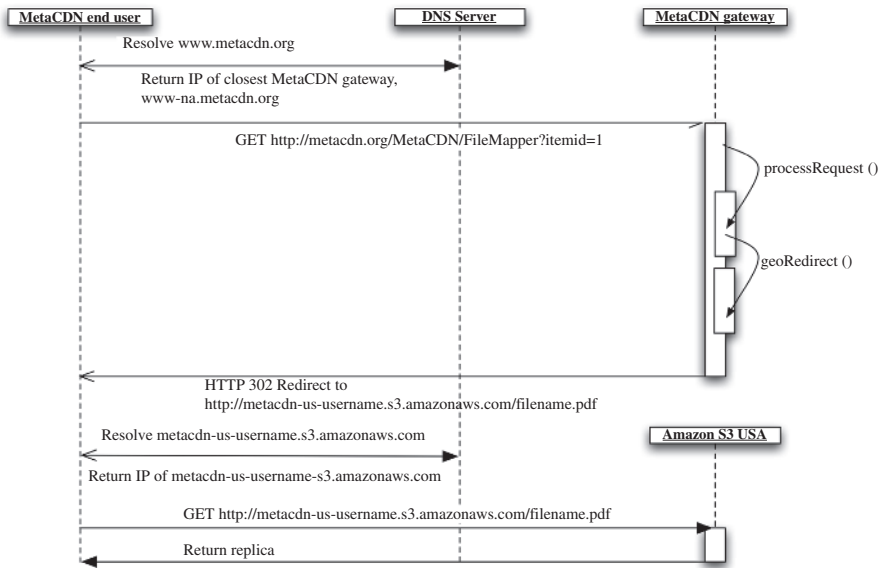 MetaCDN end user
DNS Server
MetaCDN gateway
Resolve www.metacdn.org
Return IP of closest MetaCDN gateway,
www-na.metacdn.org
GET http://metacdn.org/MetaCDN/FileMapper?itemid=1
processRequest ()
geoRedirect ()
HTTP 302 Redirect to
http://metacdn-us-username.s3.amazonaws.com/filename.pdf
Resolve metacdn-us-username.s3.amazonaws.com
Amazon S3 USA
Return IP of metacdn-us-username-s3.amazonaws.com
GET http://metacdn-us-username.s3.amazonaws.com/filename.pdf
Return replica